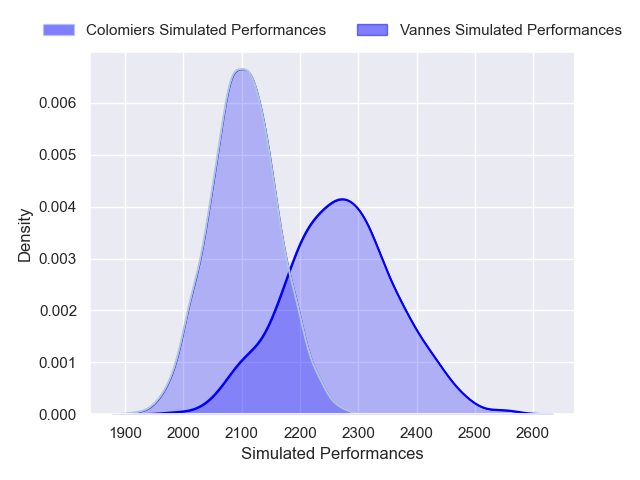 Colomiers Simulated Performances Vannes Simulated Performances
0.006
0.005
0.004
0.003
0.002
0.001
0.000
Density
1900 2000 2100 2200 2300 2400 2500 2600
Simulated Performances